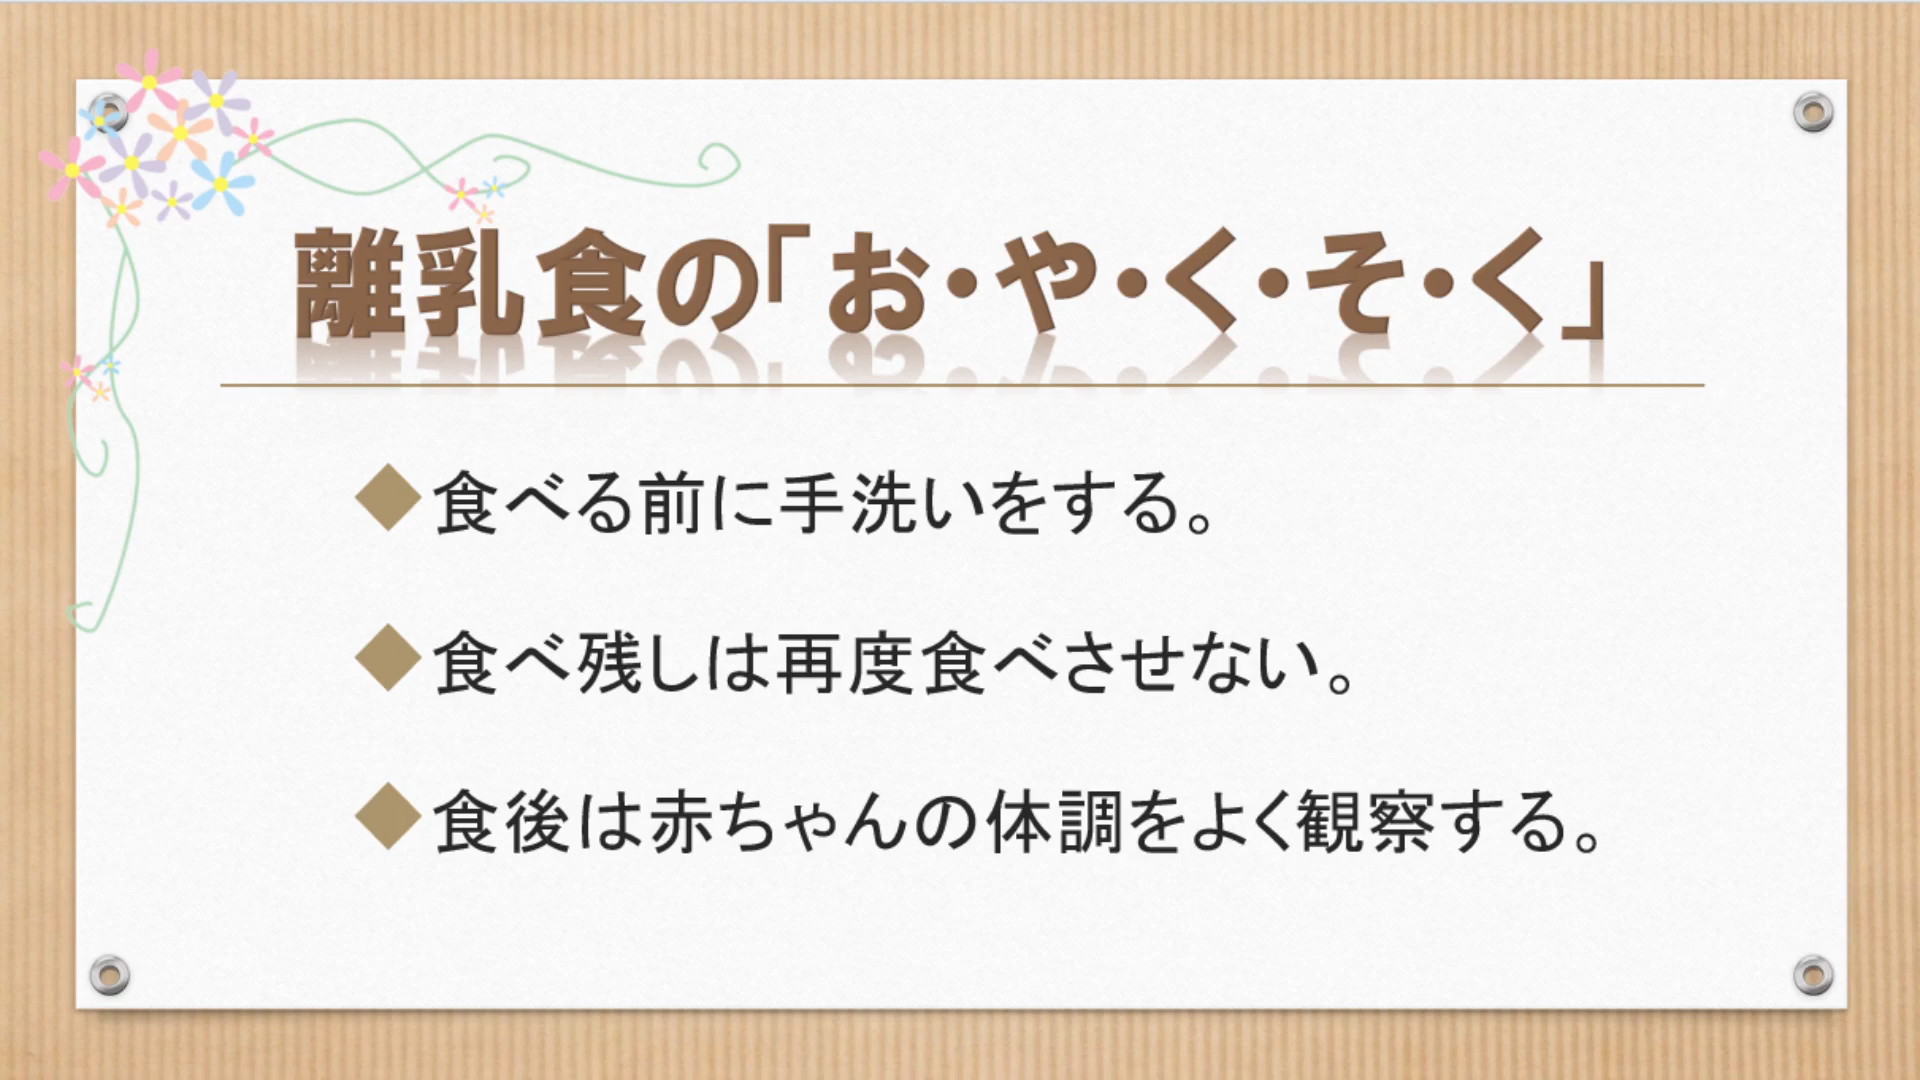 離乳食の「お・や・く・そ・く」
◆食べる前に手洗いをする。
◆食べ残しは再度食べさせない。
◆食後は赤ちゃんの体調をよく観察する。